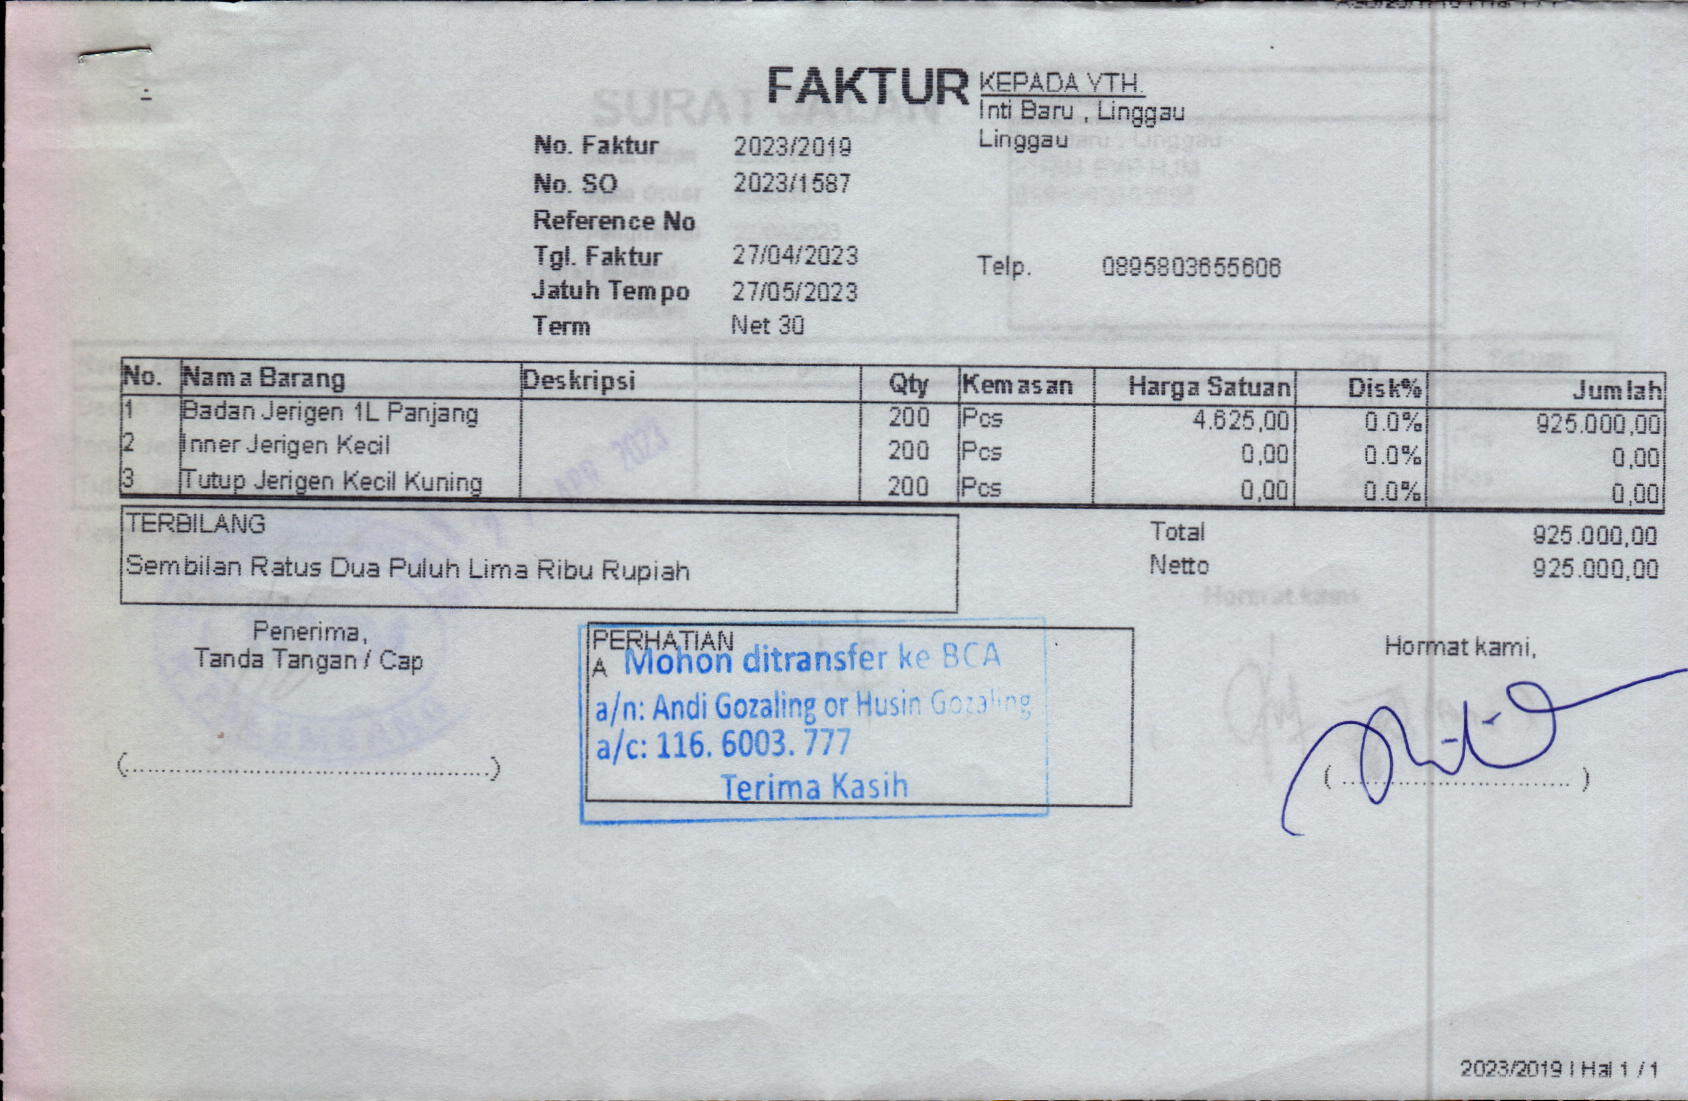 FAKTUR
KEPADA YTH.
Inti Baru , Linggau
Linggau
No. Faktur 2023/2019
No. SO 2023/1587
Reference No
Tgl. Faktur 27/04/2023
Jatuh Tempo 27/05/2023
Term Net 30
Telp. 0895803655606
No. Nama Barang Deskripsi Qty Kemasan Harga Satuan Disk% Jumlah
1 Badan Jerigen 1L Panjang 200 Pcs 4.625,00 0.0% 925.000,00
2 Inner Jerigen Kecil 200 Pcs 0,00 0.0% 0,00
3 Tutup Jerigen Kecil Kuning 200 Pcs 0,00 0.0% 0,00
TERBILANG
Sembilan Ratus Dua Puluh Lima Ribu Rupiah
Total 925.000,00
Netto 925.000,00
Penerima,
Tanda Tangan / Cap
(.....................................................)
PERHATIAN
A
Mohon ditransfer ke BCA
a/n: Andi Gozaling or Husin Gozaling
a/c: 116. 6003. 777
Terima Kasih
Hormat kami,
( ................................. )
2023/2019 | Hal 1 / 1